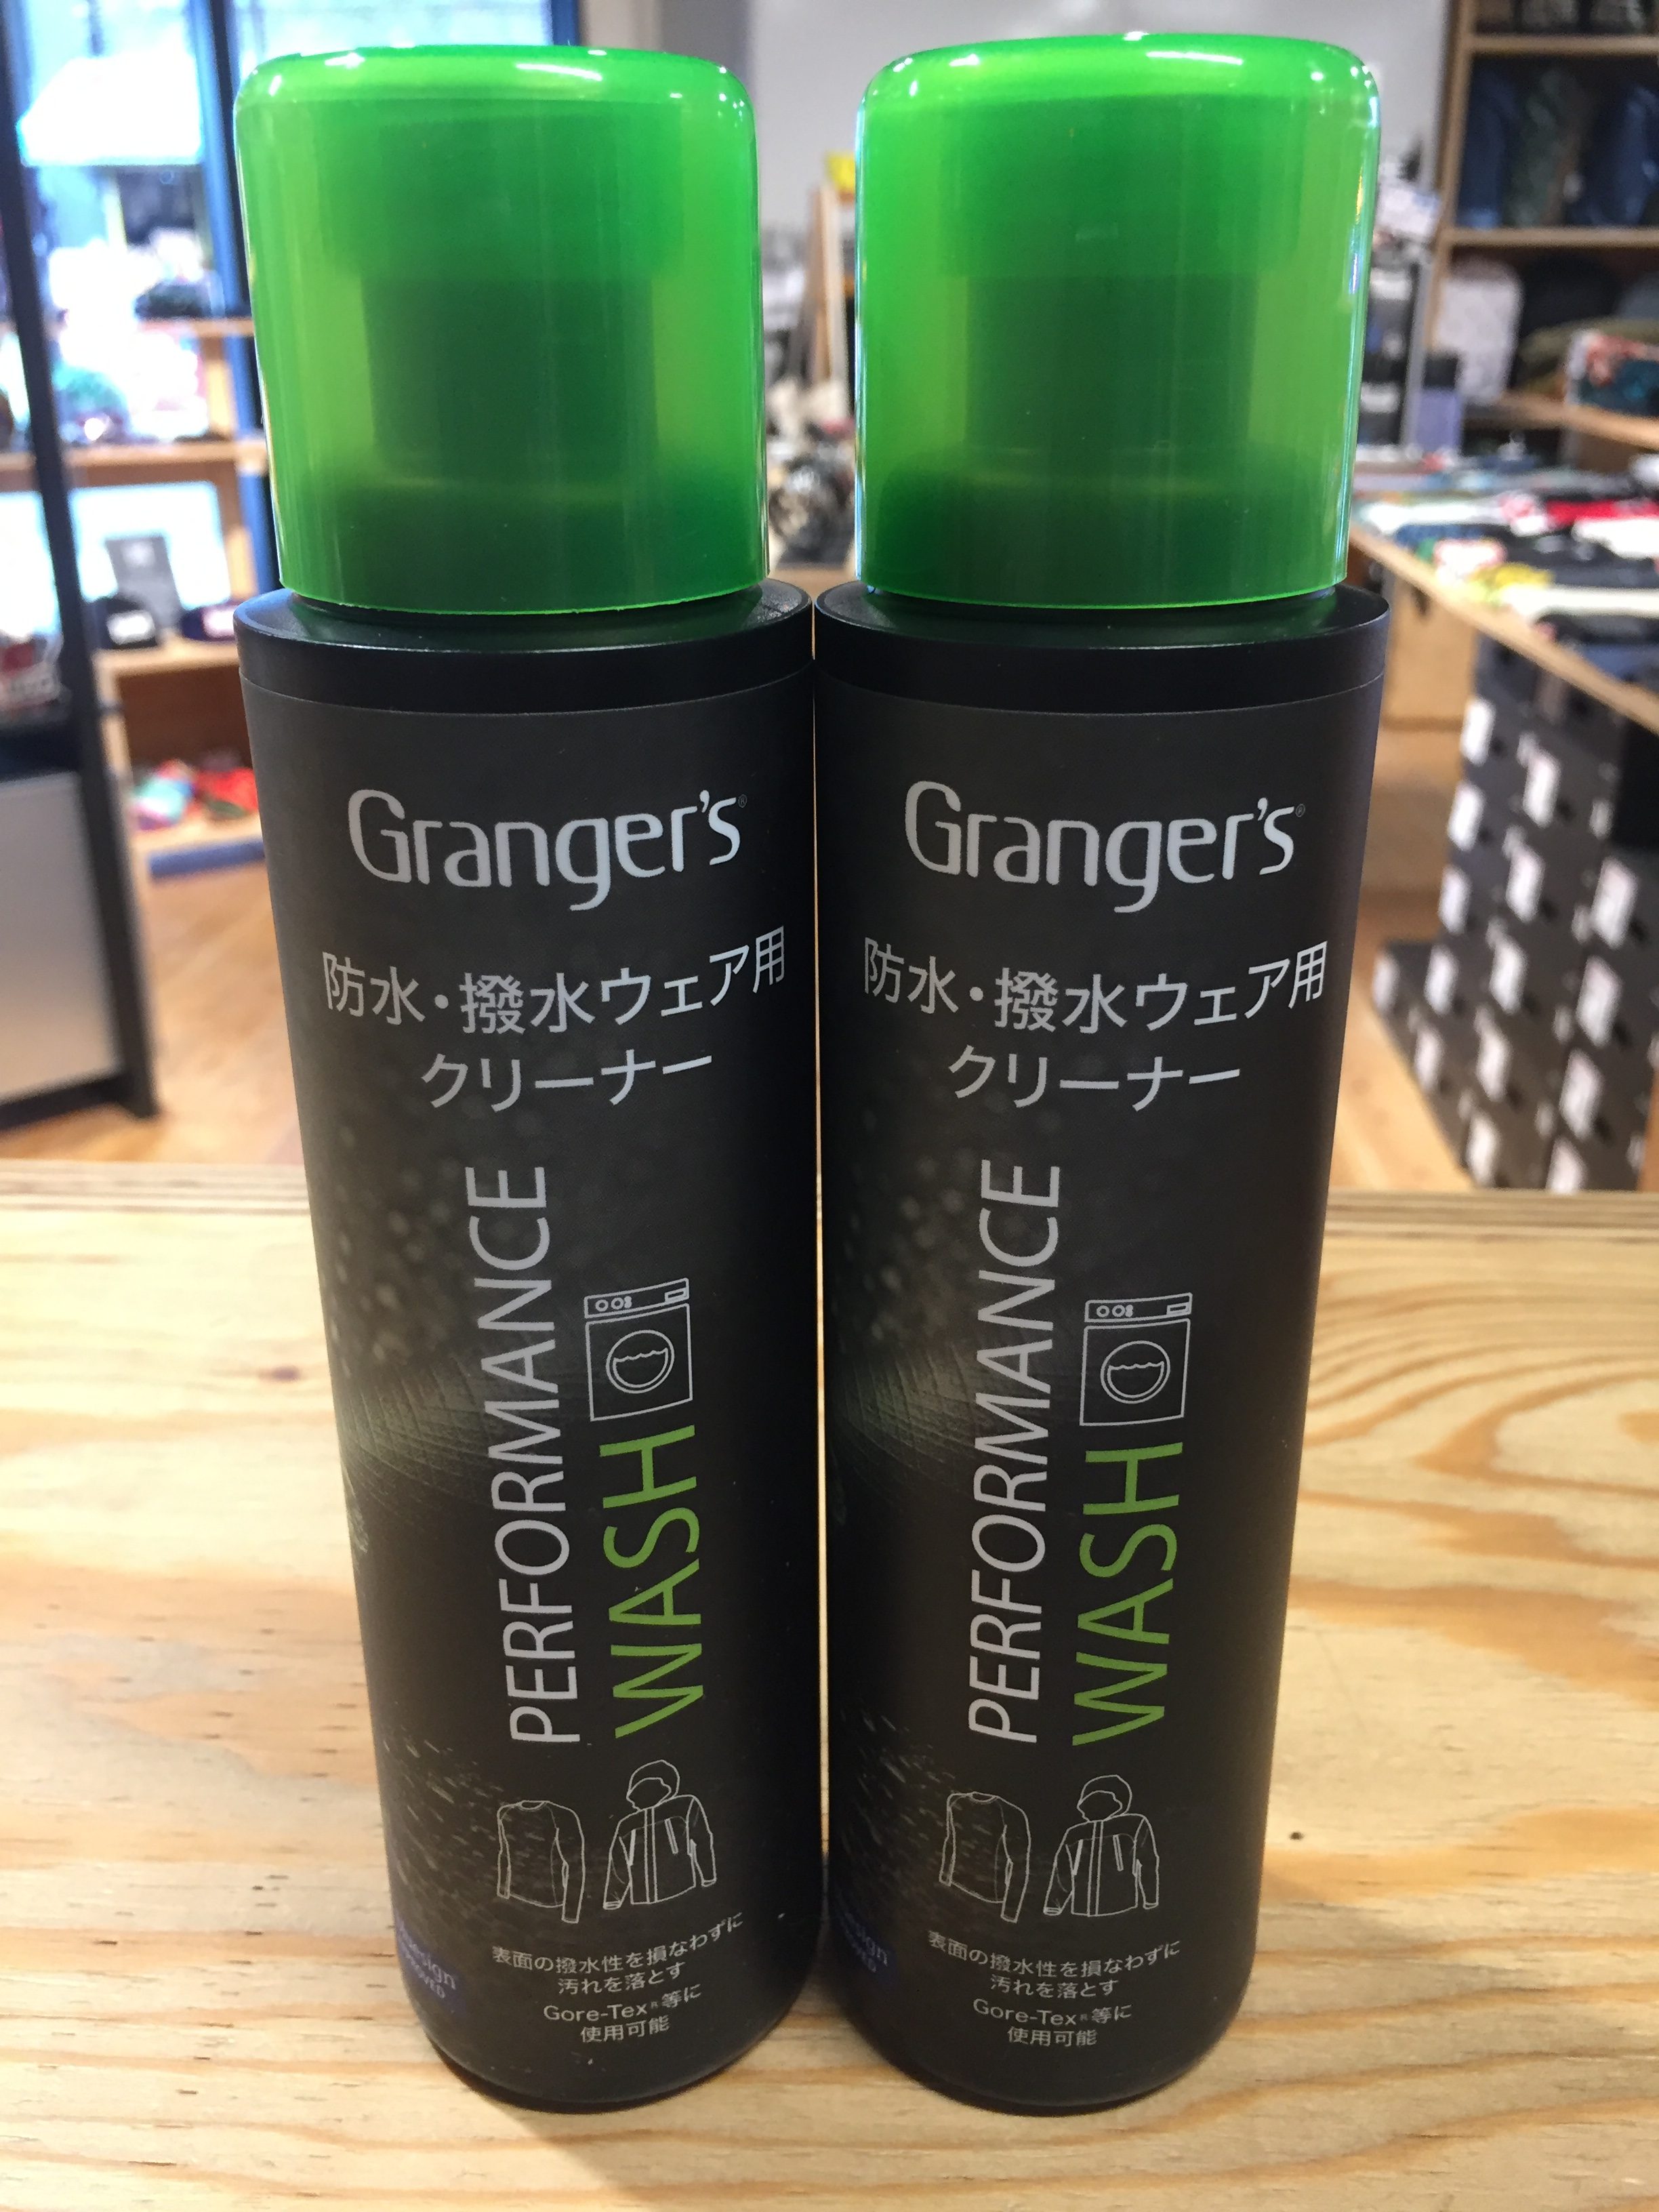 Granger's®
防水・撥水ウェア用
クリーナー
PERFORMANCE
WASH
表面の撥水性を損なわずに
汚れを落とす
Gore-Tex®等に
使用可能
Granger's®
防水・撥水ウェア用
クリーナー
PERFORMANCE
WASH
表面の撥水性を損なわずに
汚れを落とす
Gore-Tex®等に
使用可能